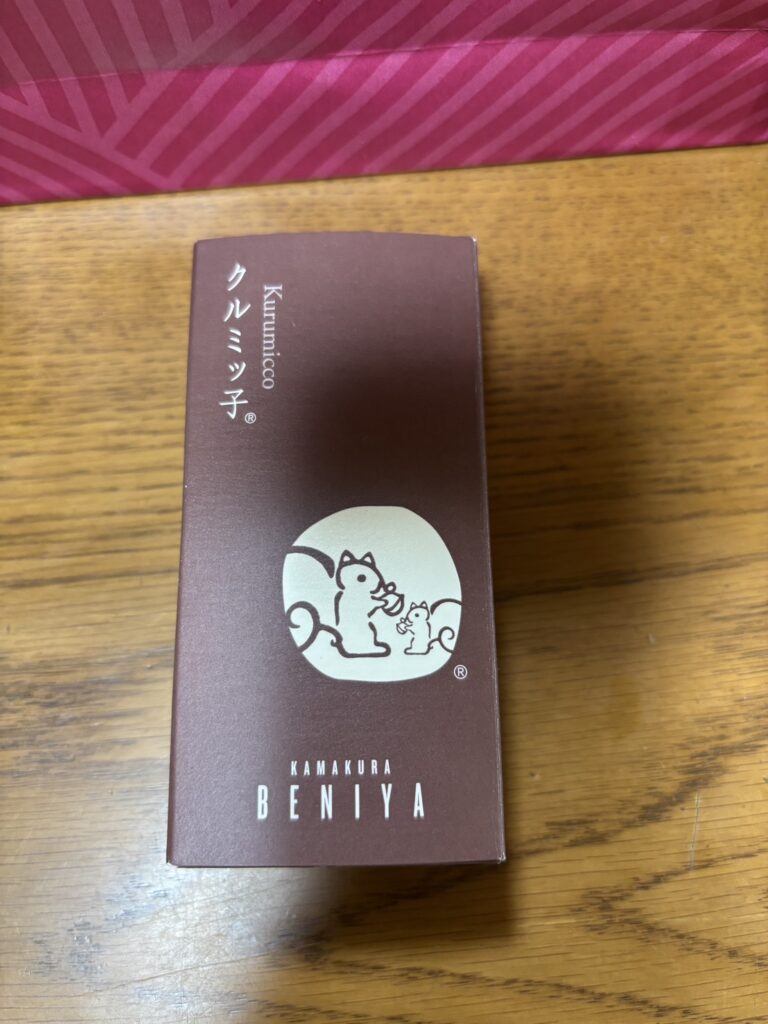 クルミッ子®
Kurumicco
®
KAMAKURA
BENIYA